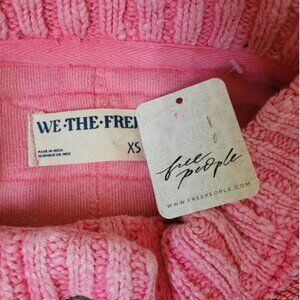 WE·THE·FREE
XS
MADE IN INDIA
FABRIQUÉ EN INDE
free
people
WWW.FREEPEOPLE.COM